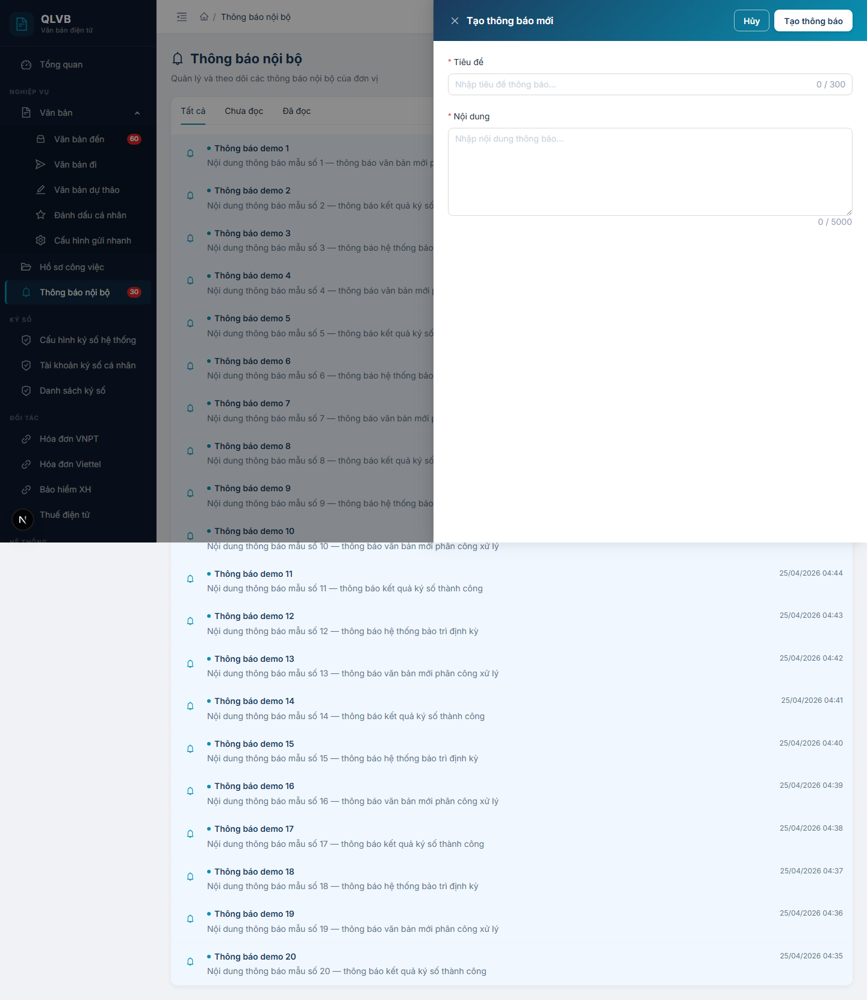 QLVB
Văn bản điện tử
Tổng quan
NGHIỆP VỤ
Văn bản
Văn bản đến 60
Văn bản đi
Văn bản dự thảo
Đánh dấu cá nhân
Cấu hình gửi nhanh
Hồ sơ công việc
Thông báo nội bộ 30
KÝ SỐ
Cấu hình ký số hệ thống
Tài khoản ký số cá nhân
Danh sách ký số
ĐỐI TÁC
Hóa đơn VNPT
Hóa đơn Viettel
Bảo hiểm XH
N
Thuế điện tử
HỆ THỐNG
/ Thông báo nội bộ
Thông báo nội bộ
Quản lý và theo dõi các thông báo nội bộ của đơn vị
Tất cả Chưa đọc Đã đọc
Thông báo demo 1
Nội dung thông báo mẫu số 1 — thông báo văn bản mới p
Thông báo demo 2
Nội dung thông báo mẫu số 2 — thông báo kết quả ký số
Thông báo demo 3
Nội dung thông báo mẫu số 3 — thông báo hệ thống bảo
Thông báo demo 4
Nội dung thông báo mẫu số 4 — thông báo văn bản mới p
Thông báo demo 5
Nội dung thông báo mẫu số 5 — thông báo kết quả ký số
Thông báo demo 6
Nội dung thông báo mẫu số 6 — thông báo hệ thống bảo
Thông báo demo 7
Nội dung thông báo mẫu số 7 — thông báo văn bản mới p
Thông báo demo 8
Nội dung thông báo mẫu số 8 — thông báo kết quả ký số
Thông báo demo 9
Nội dung thông báo mẫu số 9 — thông báo hệ thống bảo
Thông báo demo 10
Nội dung thông báo mẫu số 10 — thông báo văn bản mới phân công xử lý
Thông báo demo 11 25/04/2026 04:44
Nội dung thông báo mẫu số 11 — thông báo kết quả ký số thành công
Thông báo demo 12 25/04/2026 04:43
Nội dung thông báo mẫu số 12 — thông báo hệ thống bảo trì định kỳ
Thông báo demo 13 25/04/2026 04:42
Nội dung thông báo mẫu số 13 — thông báo văn bản mới phân công xử lý
Thông báo demo 14 25/04/2026 04:41
Nội dung thông báo mẫu số 14 — thông báo kết quả ký số thành công
Thông báo demo 15 25/04/2026 04:40
Nội dung thông báo mẫu số 15 — thông báo hệ thống bảo trì định kỳ
Thông báo demo 16 25/04/2026 04:39
Nội dung thông báo mẫu số 16 — thông báo văn bản mới phân công xử lý
Thông báo demo 17 25/04/2026 04:38
Nội dung thông báo mẫu số 17 — thông báo kết quả ký số thành công
Thông báo demo 18 25/04/2026 04:37
Nội dung thông báo mẫu số 18 — thông báo hệ thống bảo trì định kỳ
Thông báo demo 19 25/04/2026 04:36
Nội dung thông báo mẫu số 19 — thông báo văn bản mới phân công xử lý
Thông báo demo 20 25/04/2026 04:35
Nội dung thông báo mẫu số 20 — thông báo kết quả ký số thành công
Tạo thông báo mới Hủy Tạo thông báo
* Tiêu đề
Nhập tiêu đề thông báo... 0 / 300
* Nội dung
Nhập nội dung thông báo...
0 / 5000